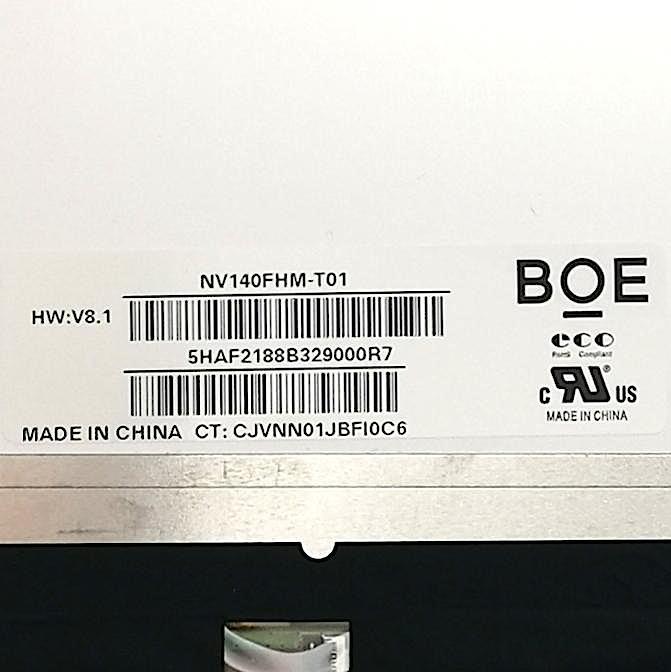 NV140FHM-T01
HW:V8.1
5HAF2188B329000R7
MADE IN CHINA CT: CJVNN01JBFI0C6
BOE
eco
RoHS Compliant
c RU® US
MADE IN CHINA